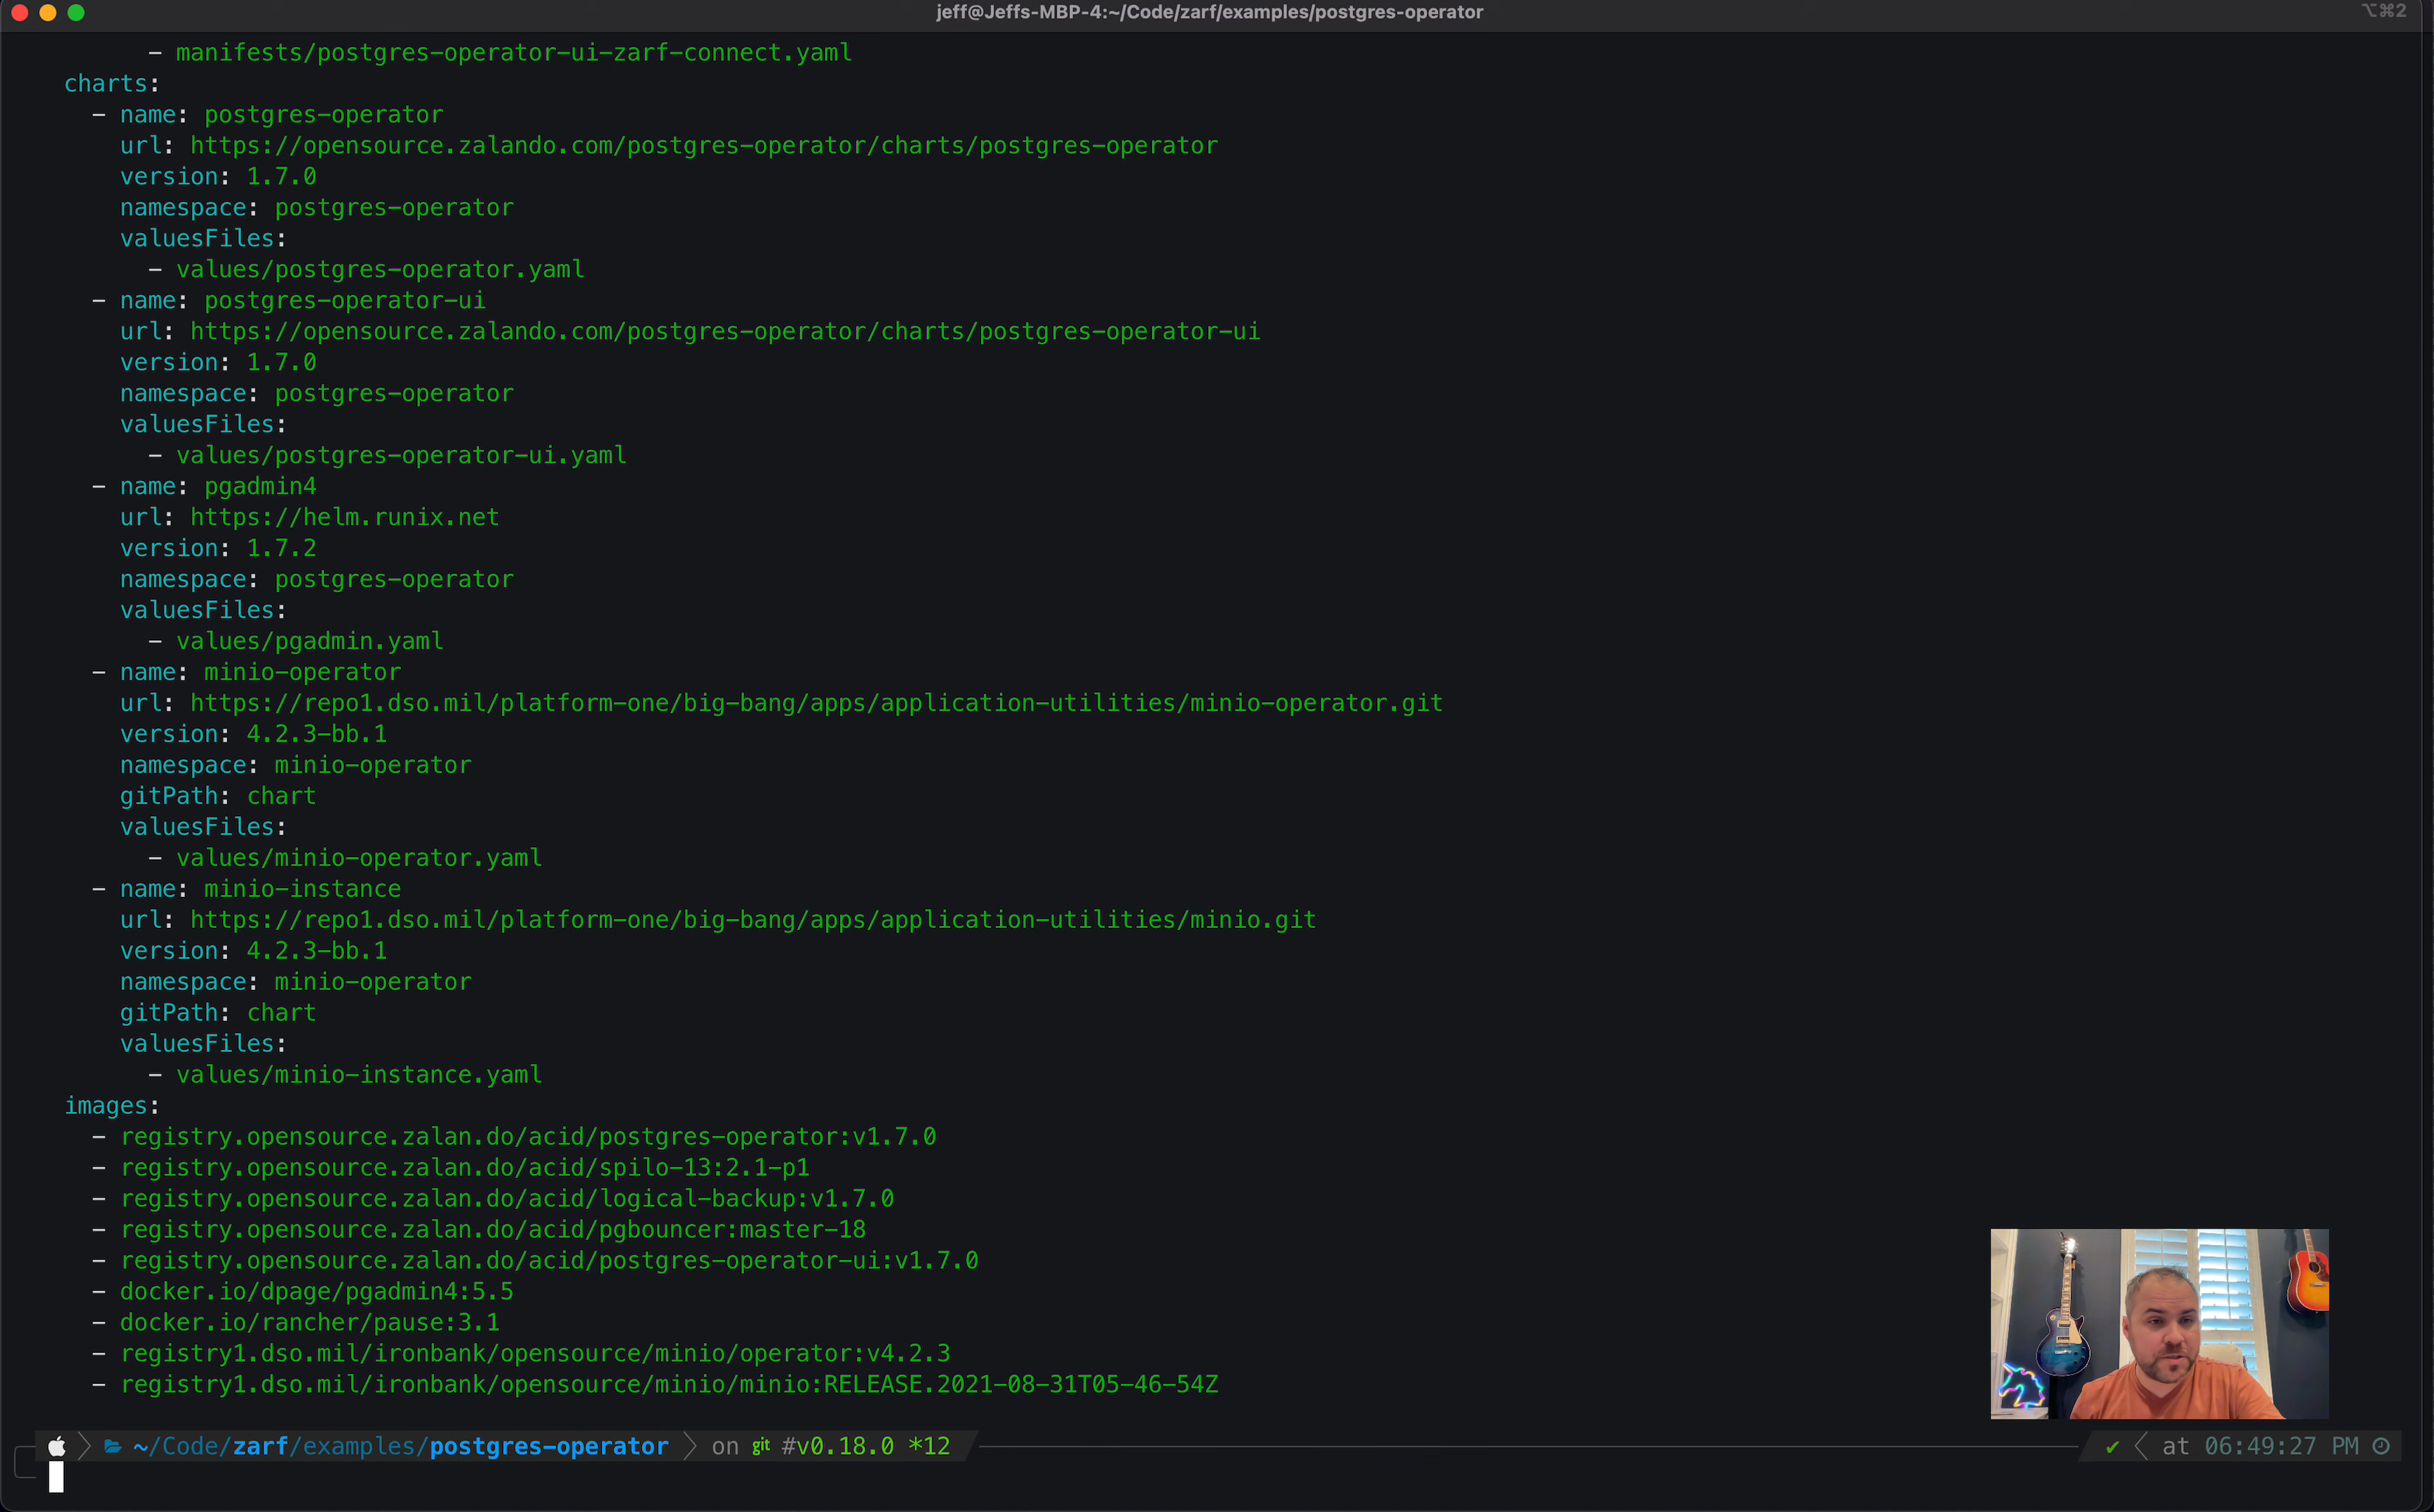 jeff@Jeffs-MBP-4:~/Code/zarf/examples/postgres-operator
⌥⌘2
- manifests/postgres-operator-ui-zarf-connect.yaml
charts:
- name: postgres-operator
url: https://opensource.zalando.com/postgres-operator/charts/postgres-operator
version: 1.7.0
namespace: postgres-operator
valuesFiles:
- values/postgres-operator.yaml
- name: postgres-operator-ui
url: https://opensource.zalando.com/postgres-operator/charts/postgres-operator-ui
version: 1.7.0
namespace: postgres-operator
valuesFiles:
- values/postgres-operator-ui.yaml
- name: pgadmin4
url: https://helm.runix.net
version: 1.7.2
namespace: postgres-operator
valuesFiles:
- values/pgadmin.yaml
- name: minio-operator
url: https://repo1.dso.mil/platform-one/big-bang/apps/application-utilities/minio-operator.git
version: 4.2.3-bb.1
namespace: minio-operator
gitPath: chart
valuesFiles:
- values/minio-operator.yaml
- name: minio-instance
url: https://repo1.dso.mil/platform-one/big-bang/apps/application-utilities/minio.git
version: 4.2.3-bb.1
namespace: minio-operator
gitPath: chart
valuesFiles:
- values/minio-instance.yaml
images:
- registry.opensource.zalan.do/acid/postgres-operator:v1.7.0
- registry.opensource.zalan.do/acid/spilo-13:2.1-p1
- registry.opensource.zalan.do/acid/logical-backup:v1.7.0
- registry.opensource.zalan.do/acid/pgbouncer:master-18
- registry.opensource.zalan.do/acid/postgres-operator-ui:v1.7.0
- docker.io/dpage/pgadmin4:5.5
- docker.io/rancher/pause:3.1
- registry1.dso.mil/ironbank/opensource/minio/operator:v4.2.3
- registry1.dso.mil/ironbank/opensource/minio/minio:RELEASE.2021-08-31T05-46-54Z
~/Code/zarf/examples/postgres-operator on git #v0.18.0 *12 ✔ at 06:49:27 PM